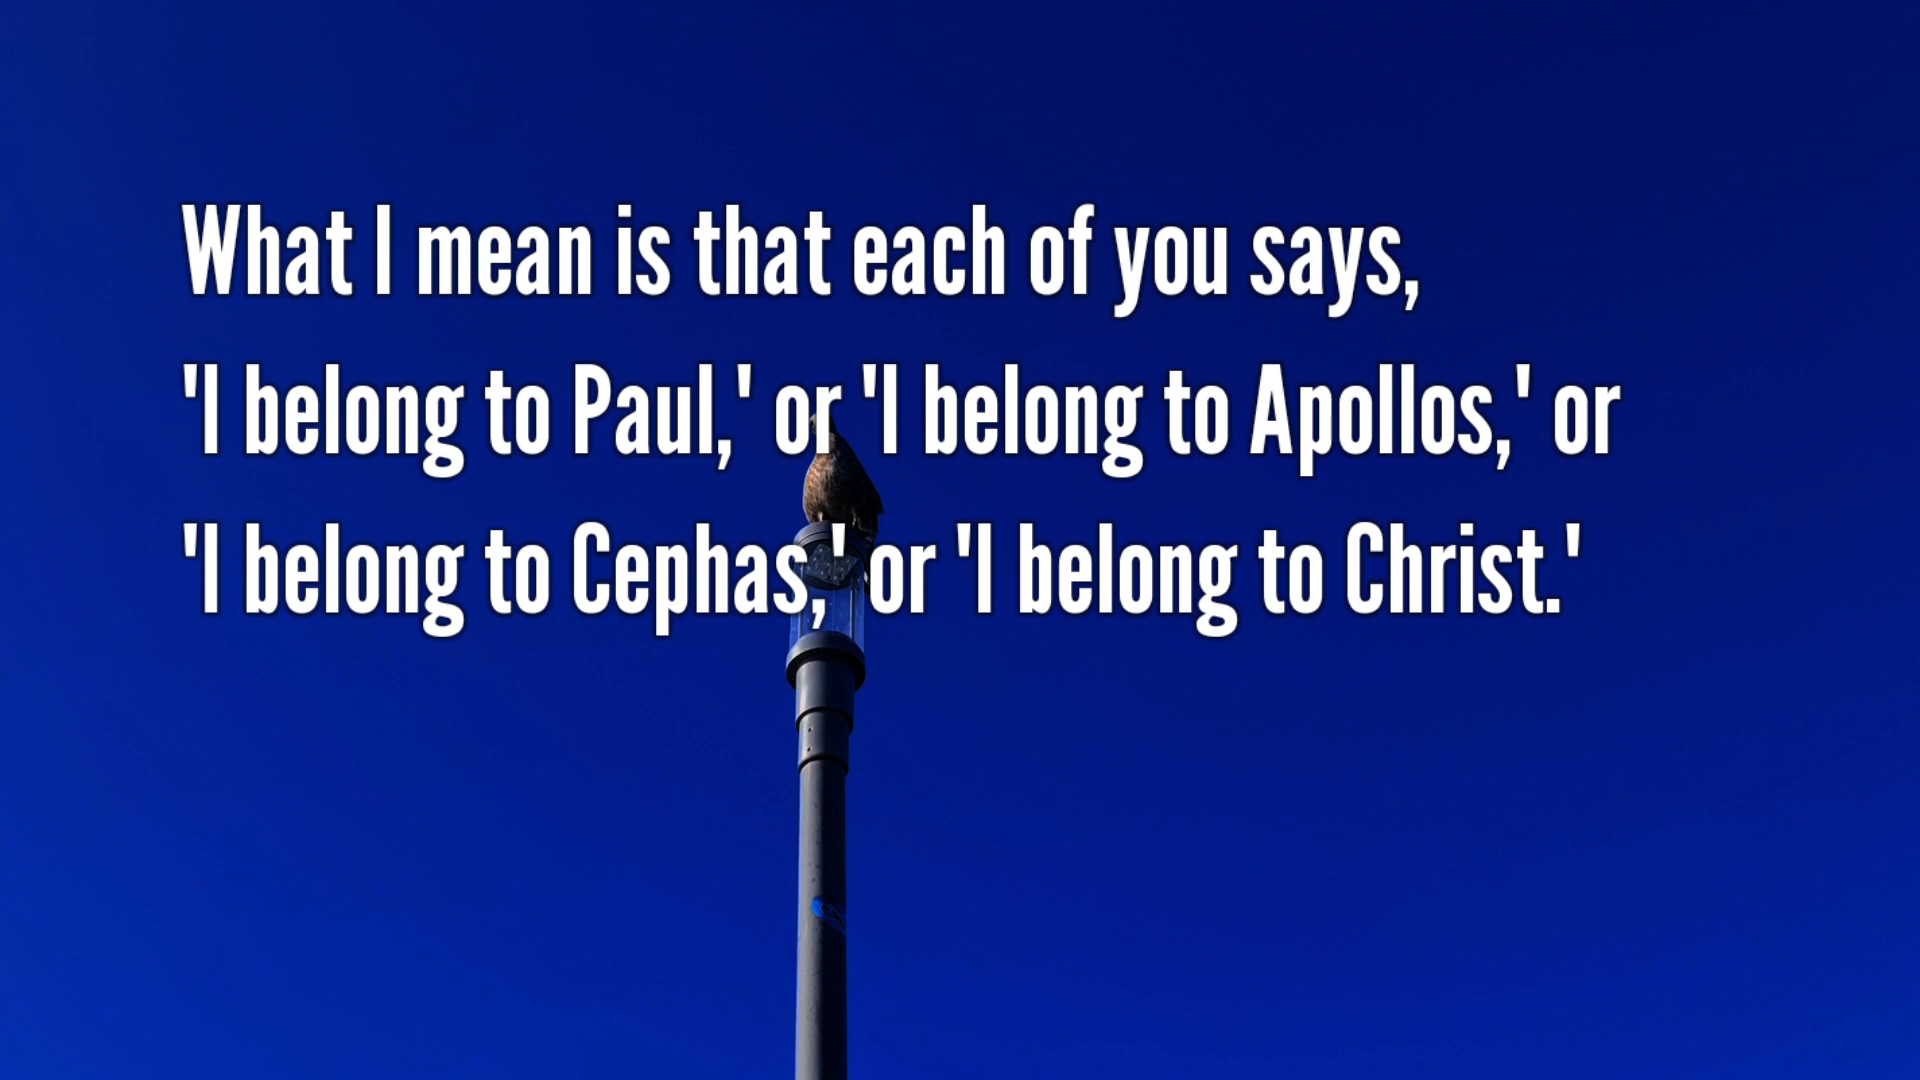 What I mean is that each of you says,
'I belong to Paul,' or 'I belong to Apollos,' or
'I belong to Cephas,' or 'I belong to Christ.'